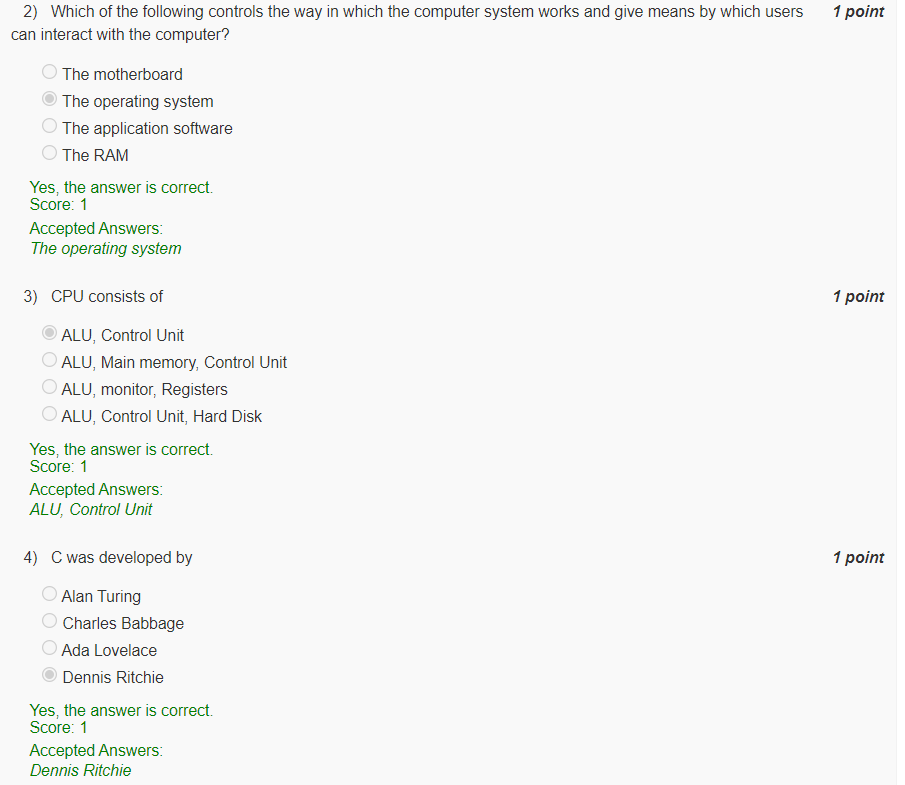 2) Which of the following controls the way in which the computer system works and give means by which users 1 point
can interact with the computer?
The motherboard
The operating system
The application software
The RAM
Yes, the answer is correct.
Score: 1
Accepted Answers:
The operating system
3) CPU consists of 1 point
ALU, Control Unit
ALU, Main memory, Control Unit
ALU, monitor, Registers
ALU, Control Unit, Hard Disk
Yes, the answer is correct.
Score: 1
Accepted Answers:
ALU, Control Unit
4) C was developed by 1 point
Alan Turing
Charles Babbage
Ada Lovelace
Dennis Ritchie
Yes, the answer is correct.
Score: 1
Accepted Answers:
Dennis Ritchie